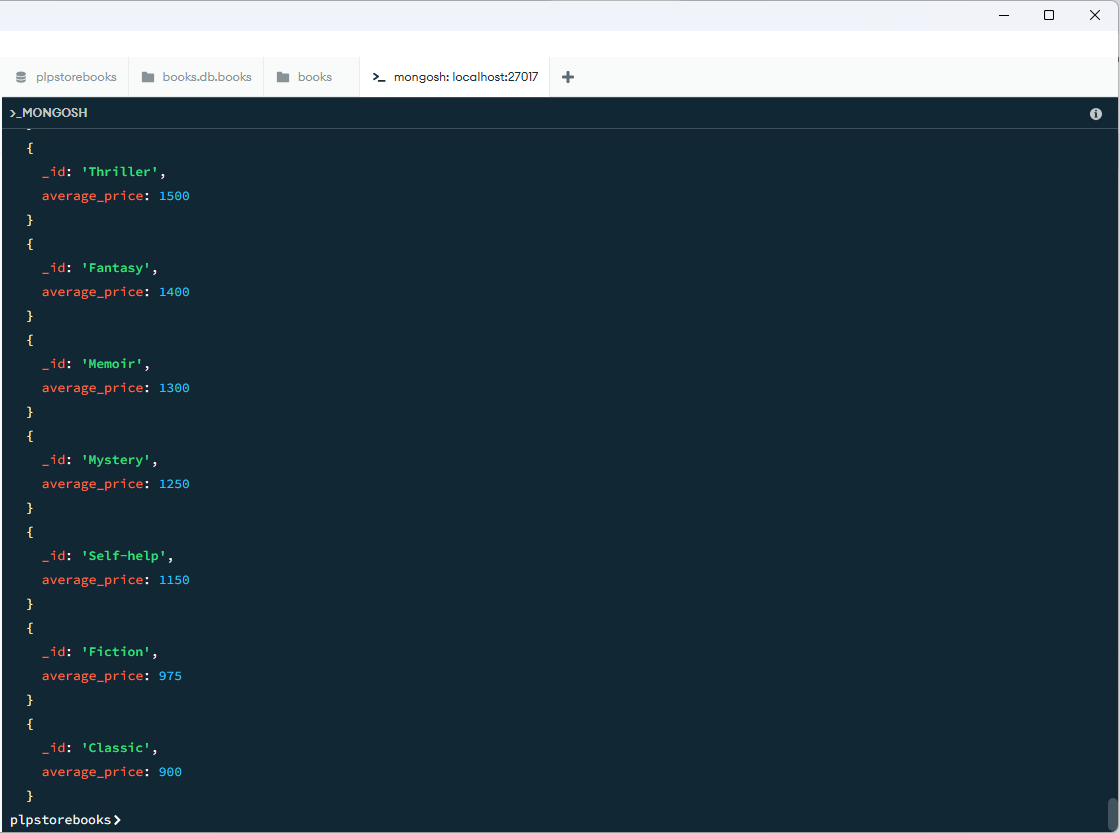 plpstorebooks books.db.books books >_ mongosh: localhost:27017
>_MONGOSH
{
_id: 'Thriller',
average_price: 1500
}
{
_id: 'Fantasy',
average_price: 1400
}
{
_id: 'Memoir',
average_price: 1300
}
{
_id: 'Mystery',
average_price: 1250
}
{
_id: 'Self-help',
average_price: 1150
}
{
_id: 'Fiction',
average_price: 975
}
{
_id: 'Classic',
average_price: 900
}
plpstorebooks>